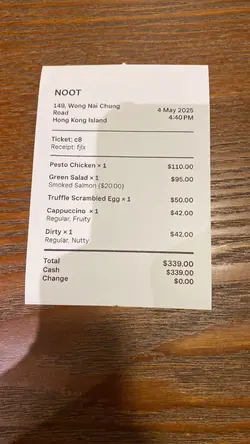 NOOT
149, Wong Nai Chung
Road
Hong Kong Island
4 May 2025
4:40 PM
Ticket: c8
Receipt: fjlx
Pesto Chicken × 1 $110.00
Green Salad × 1 $95.00
Smoked Salmon ($20.00)
Truffle Scrambled Egg × 1 $50.00
Cappuccino × 1 $42.00
Regular, Fruity
Dirty × 1 $42.00
Regular, Nutty
Total $339.00
Cash $339.00
Change $0.00